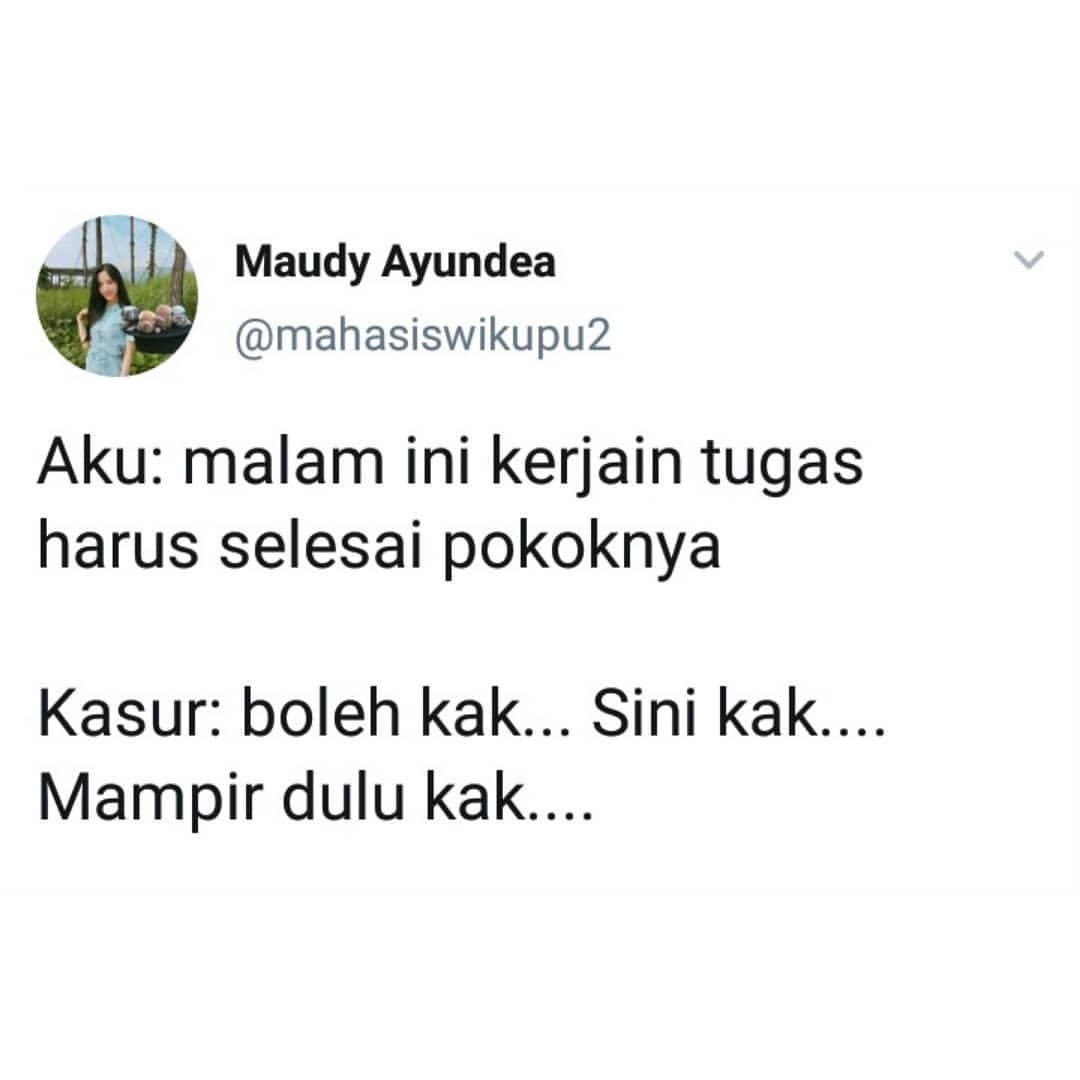 Maudy Ayundea
@mahasiswikupu2
Aku: malam ini kerjain tugas
harus selesai pokoknya
Kasur: boleh kak... Sini kak....
Mampir dulu kak....